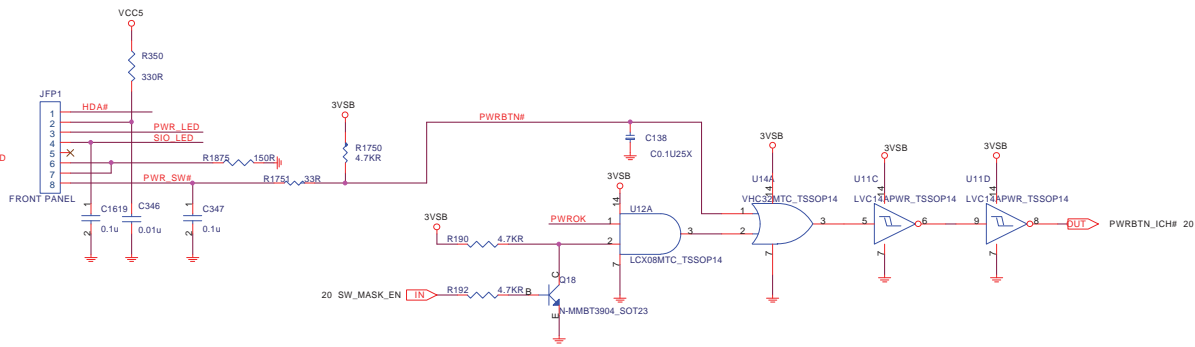 VCC5
R350
330R
JFP1
1
2
3
4
5
6
7
8
HDA#
PWR_LED
SIO_LED
PWR_SW#
FRONT PANEL
D
R1875
150R
R1751
33R
3VSB
R1750
4.7KR
1
C1619
2
0.1u
C346
0.01u
1
C347
2
0.1u
PWRBTN#
C138
C0.1U25X
3VSB
R190
4.7KR
20 SW_MASK_EN
IN
R192
4.7KR
B
C
E
Q18
N-MMBT3904_SOT23
PWROK
3VSB
14
U12A
1
2
3
7
LCX08MTC_TSSOP14
3VSB
U14A
14
VHC32MTC_TSSOP14
1
2
3
7
3VSB
U11C
14
LVC14APWR_TSSOP14
5
6
7
3VSB
U11D
14
LVC14APWR_TSSOP14
9
8
7
OUT
PWRBTN_ICH# 20